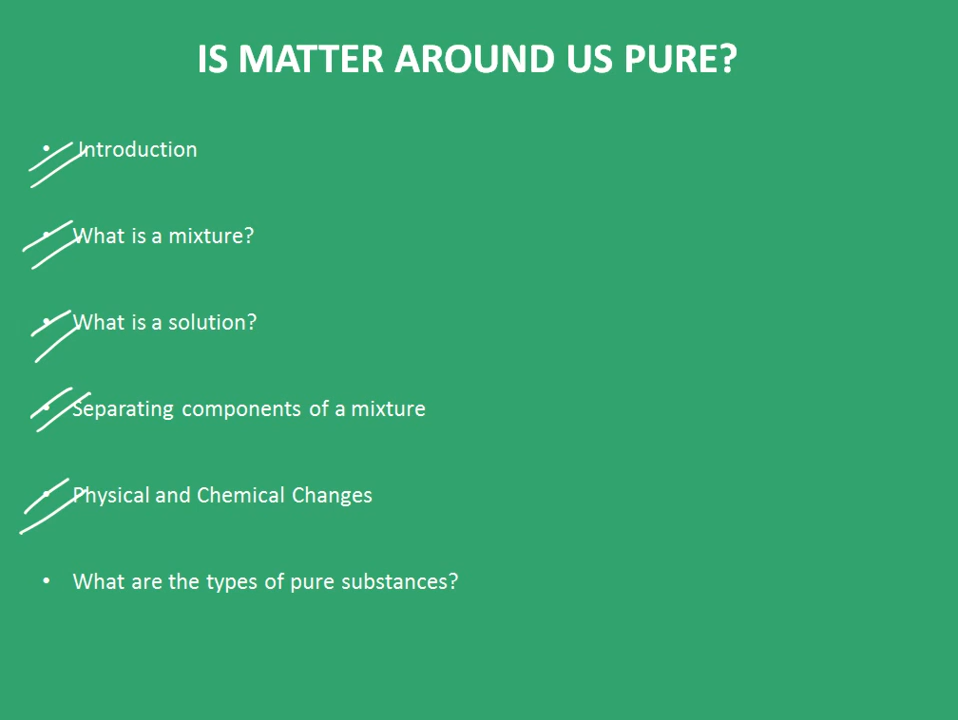 IS MATTER AROUND US PURE?
• Introduction
• What is a mixture?
• What is a solution?
• Separating components of a mixture
• Physical and Chemical Changes
• What are the types of pure substances?